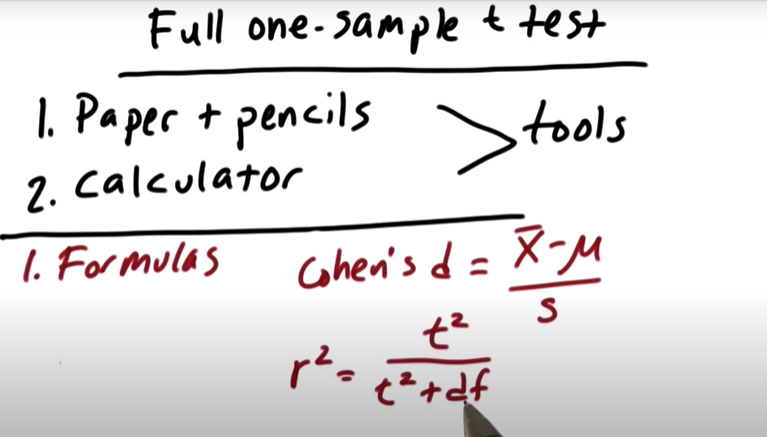 Full one-sample t test
1. Paper + pencils
2. Calculator
> tools
1. Formulas
Cohen's d = x̄-μ / s
r² = t² / t²+df